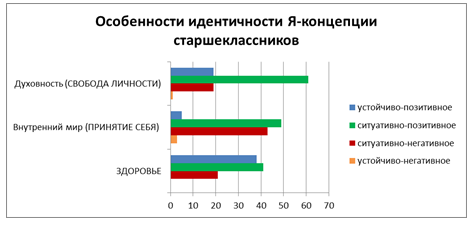 Особенности идентичности Я-концепции
старшеклассников
Духовность (СВОБОДА ЛИЧНОСТИ)
Внутренний мир (ПРИНЯТИЕ СЕБЯ)
ЗДОРОВЬЕ
0 10 20 30 40 50 60 70
устойчиво-позитивное
ситуативно-позитивное
ситуативно-негативное
устойчиво-негативное